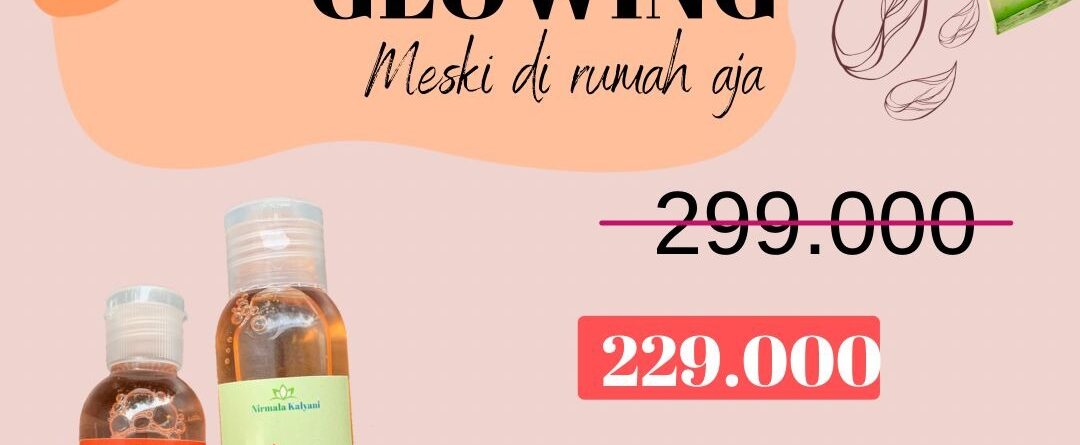 GLOWING
Meski di rumah aja
299.000
229.000
Nirmala Kalyani